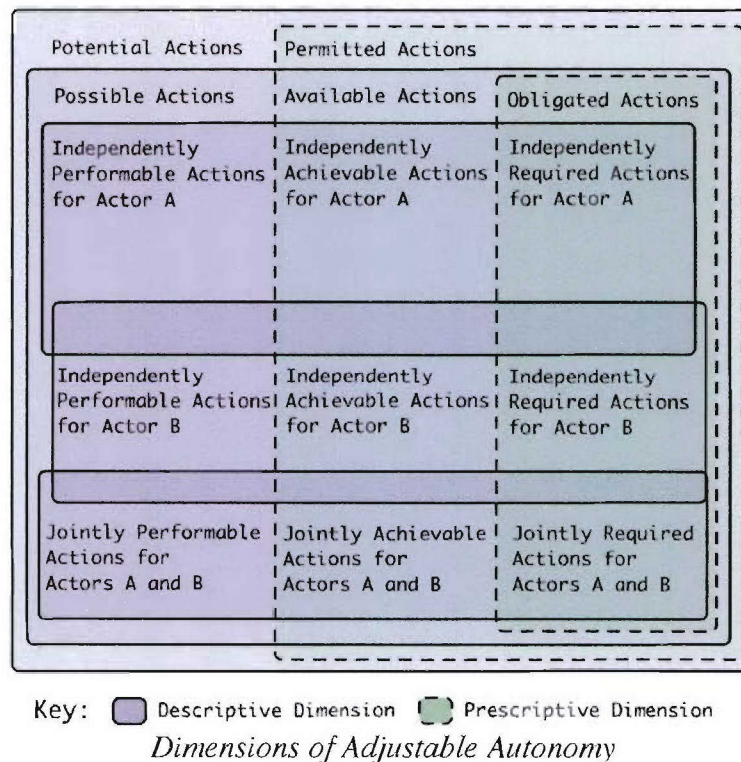 Potential Actions
Permitted Actions
Possible Actions
Available Actions
Obligated Actions
Independently
Performable Actions
for Actor A
Independently
Achievable Actions
for Actor A
Independently
Required Actions
for Actor A
Independently
Performable Actions
for Actor B
Independently
Achievable Actions
for Actor B
Independently
Required Actions
for Actor B
Jointly Performable
Actions for
Actors A and B
Jointly Achievable
Actions for
Actors A and B
Jointly Required
Actions for
Actors A and B
Key: Descriptive Dimension Prescriptive Dimension
Dimensions of Adjustable Autonomy